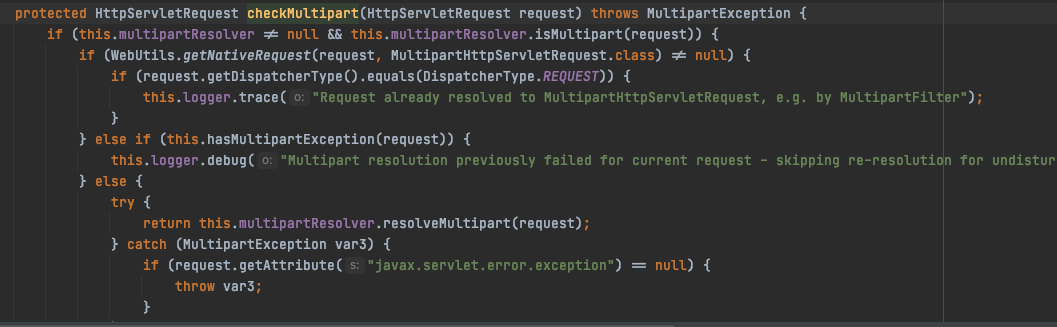 protected HttpServletRequest checkMultipart(HttpServletRequest request) throws MultipartException {
if (this.multipartResolver ≠ null && this.multipartResolver.isMultipart(request)) {
if (WebUtils.getNativeRequest(request, MultipartHttpServletRequest.class) ≠ null) {
if (request.getDispatcherType().equals(DispatcherType.REQUEST)) {
this.logger.trace( o: "Request already resolved to MultipartHttpServletRequest, e.g. by MultipartFilter");
}
} else if (this.hasMultipartException(request)) {
this.logger.debug( o: "Multipart resolution previously failed for current request - skipping re-resolution for undistur
} else {
try {
return this.multipartResolver.resolveMultipart(request);
} catch (MultipartException var3) {
if (request.getAttribute( s: "javax.servlet.error.exception") == null) {
throw var3;
}